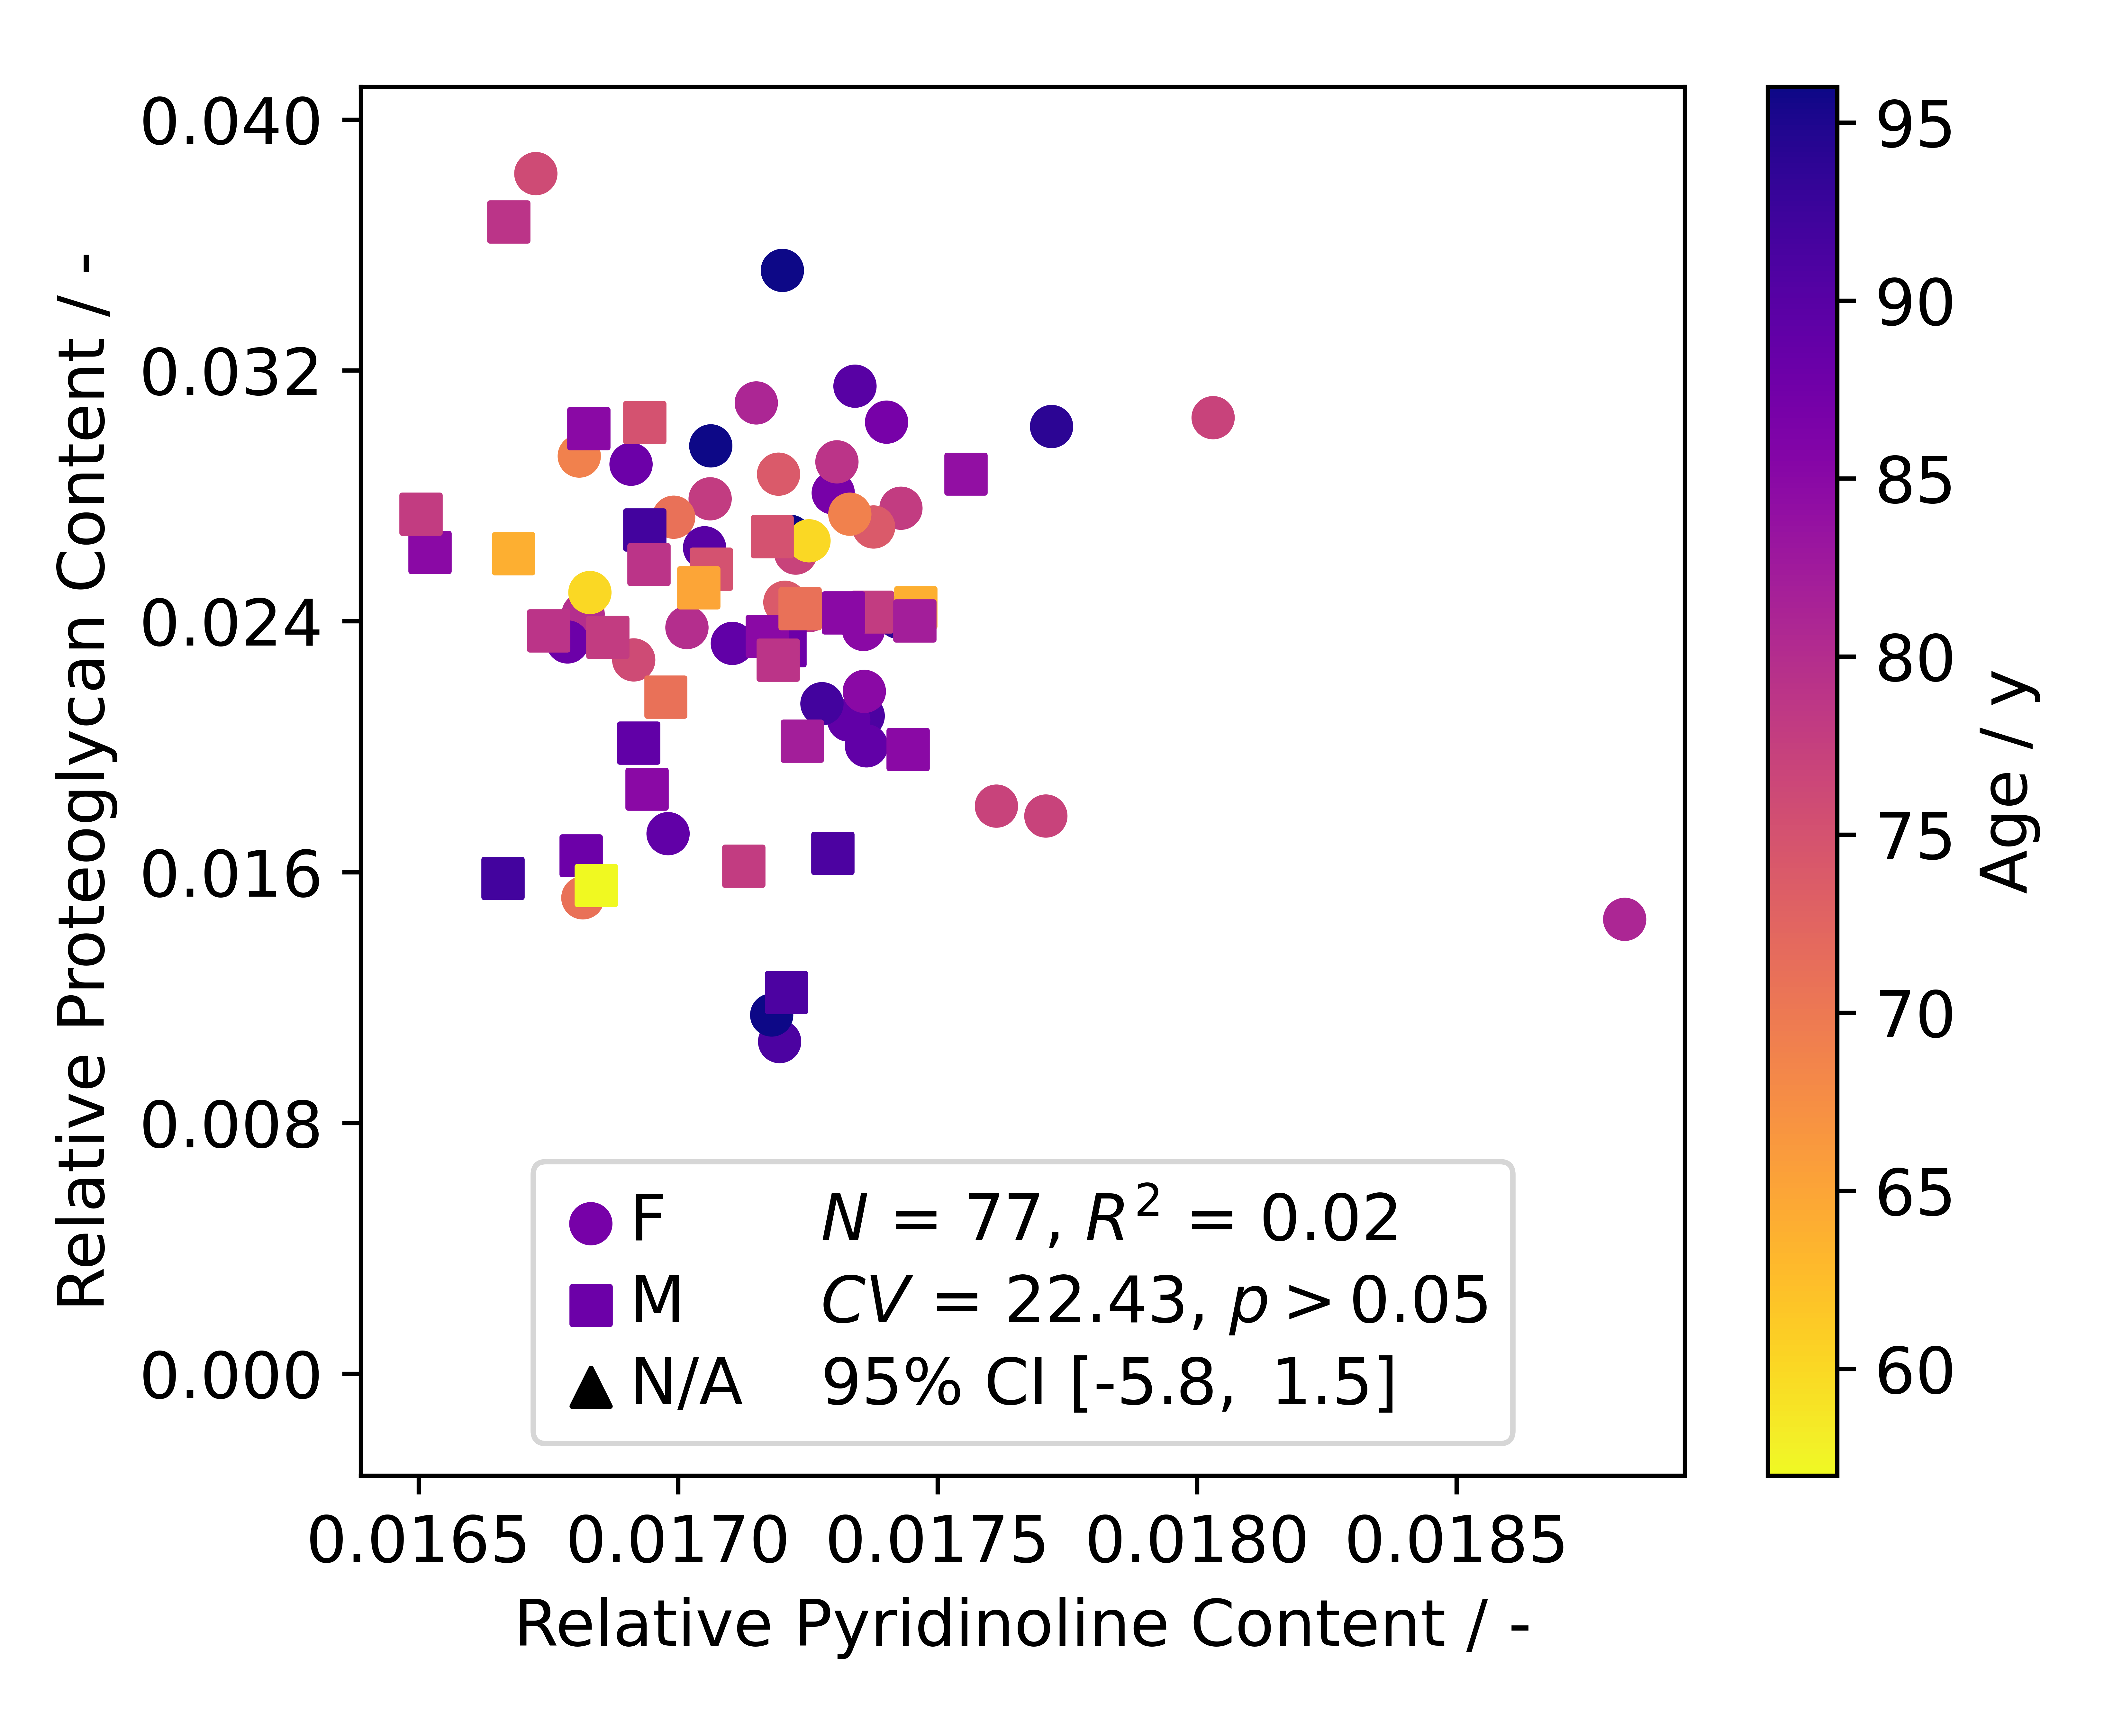 Relative Proteoglycan Content / -
0.040
0.032
0.024
0.016
0.008
0.000
F
M
N/A
N = 77, R² = 0.02
CV = 22.43, p > 0.05
95% CI [-5.8, 1.5]
0.0165 0.0170 0.0175 0.0180 0.0185
Relative Pyridinoline Content / -
95
90
85
80
75
70
65
60
Age / y